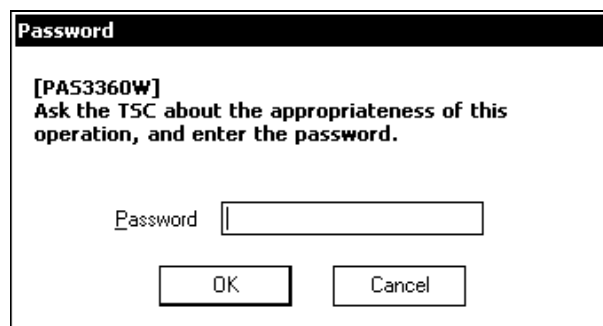 Password
[PAS3360W]
Ask the TSC about the appropriateness of this
operation, and enter the password.
Password
OK Cancel